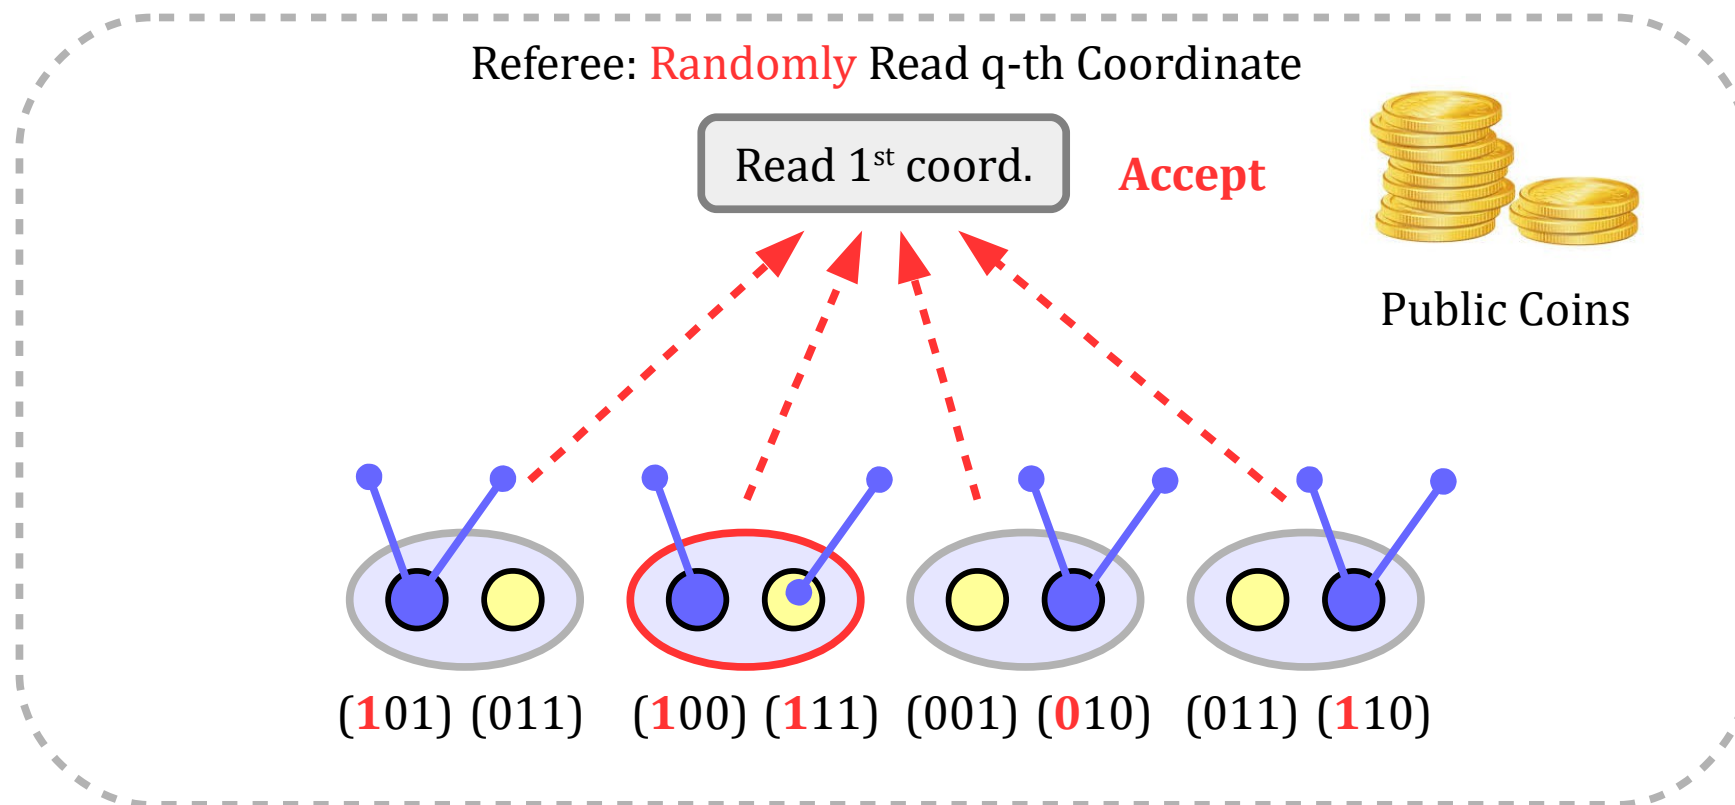 Referee: Randomly Read q-th Coordinate
Read 1st coord.
Accept
Public Coins
(101) (011) (100) (111) (001) (010) (011) (110)